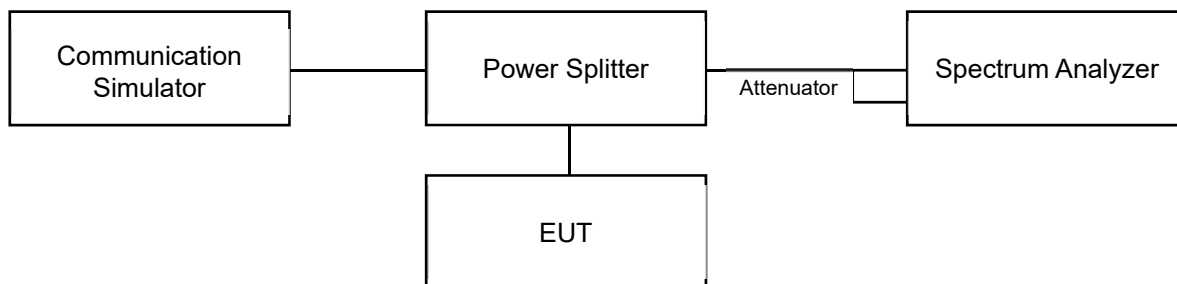 Communication
Simulator
Power Splitter
Attenuator
Spectrum Analyzer
EUT